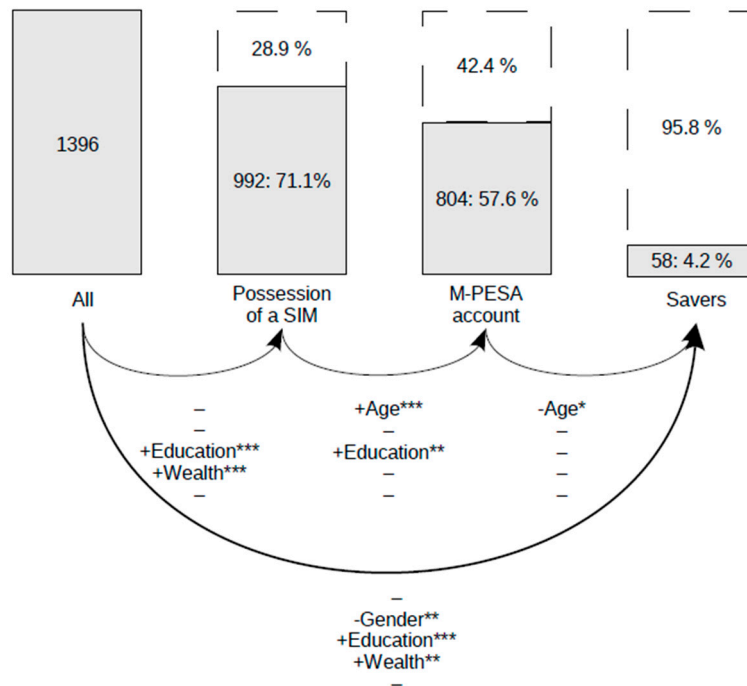 28.9 %
42.4 %
95.8 %
1396
992: 71.1%
804: 57.6 %
58: 4.2 %
All
Possession
of a SIM
M-PESA
account
Savers
–
–
+Education***
+Wealth***
–
+Age***
–
+Education**
–
–
-Age*
–
–
–
–
–
-Gender**
+Education***
+Wealth**
–